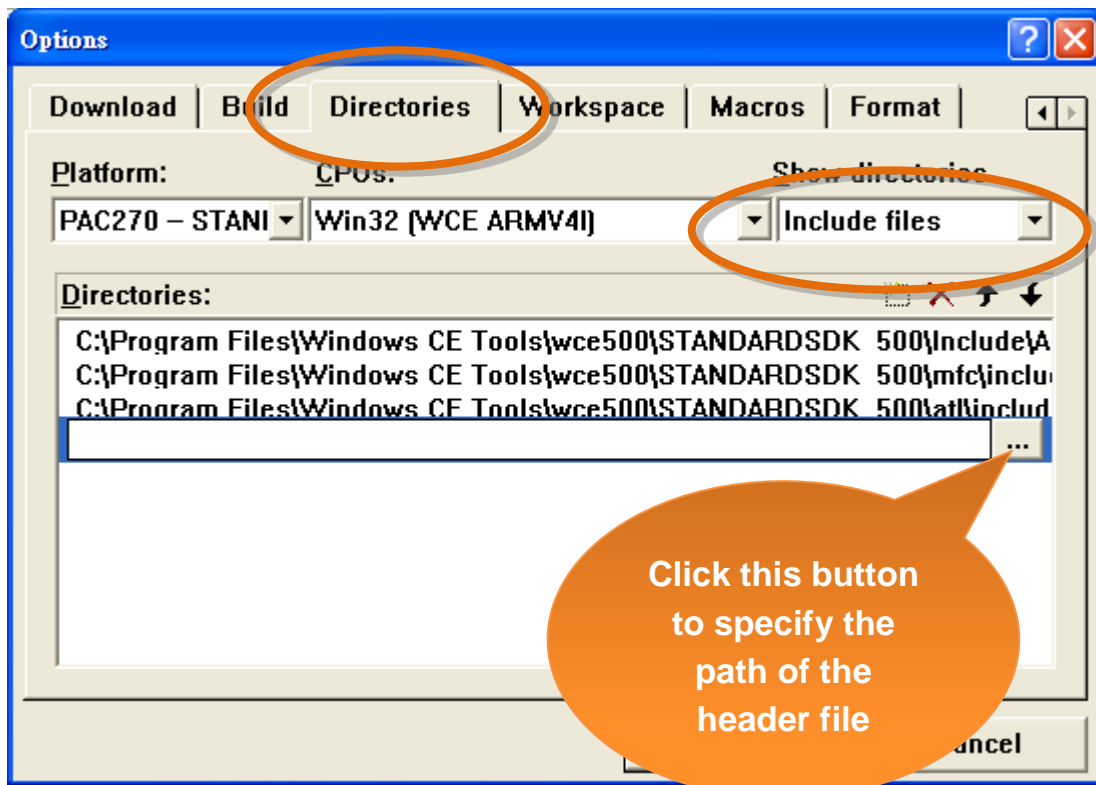 Options
Download Build Directories Workspace Macros Format
Platform: CPUs: Show directories
PAC270 – STANI Win32 (WCE ARMV4I) Include files
Directories:
C:\Program Files\Windows CE Tools\wce500\STANDARDSDK_500\Include\A
C:\Program Files\Windows CE Tools\wce500\STANDARDSDK_500\mfc\inclu
C:\Program Files\Windows CE Tools\wce500\STANDARDSDK_500\atl\includ
...
Click this button
to specify the
path of the
header file
ancel